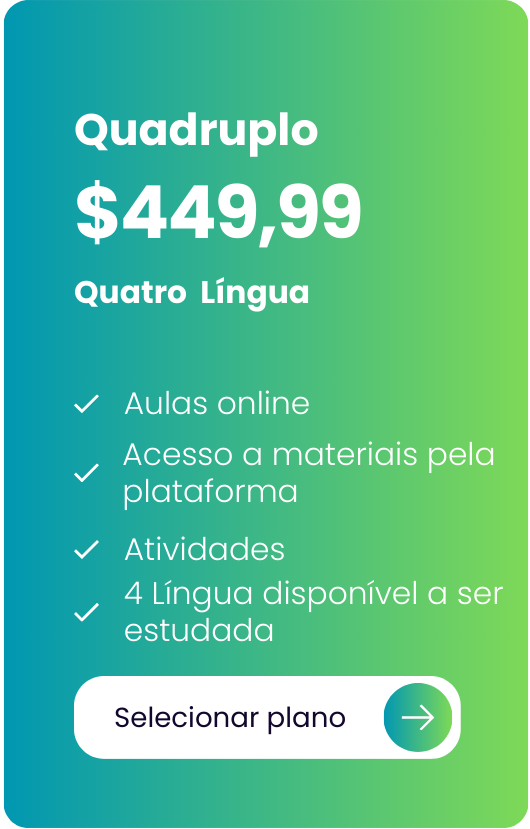 Quadruplo
$449,99
Quatro Língua
Aulas online
Acesso a materiais pela
plataforma
Atividades
4 Língua disponível a ser
estudada
Selecionar plano